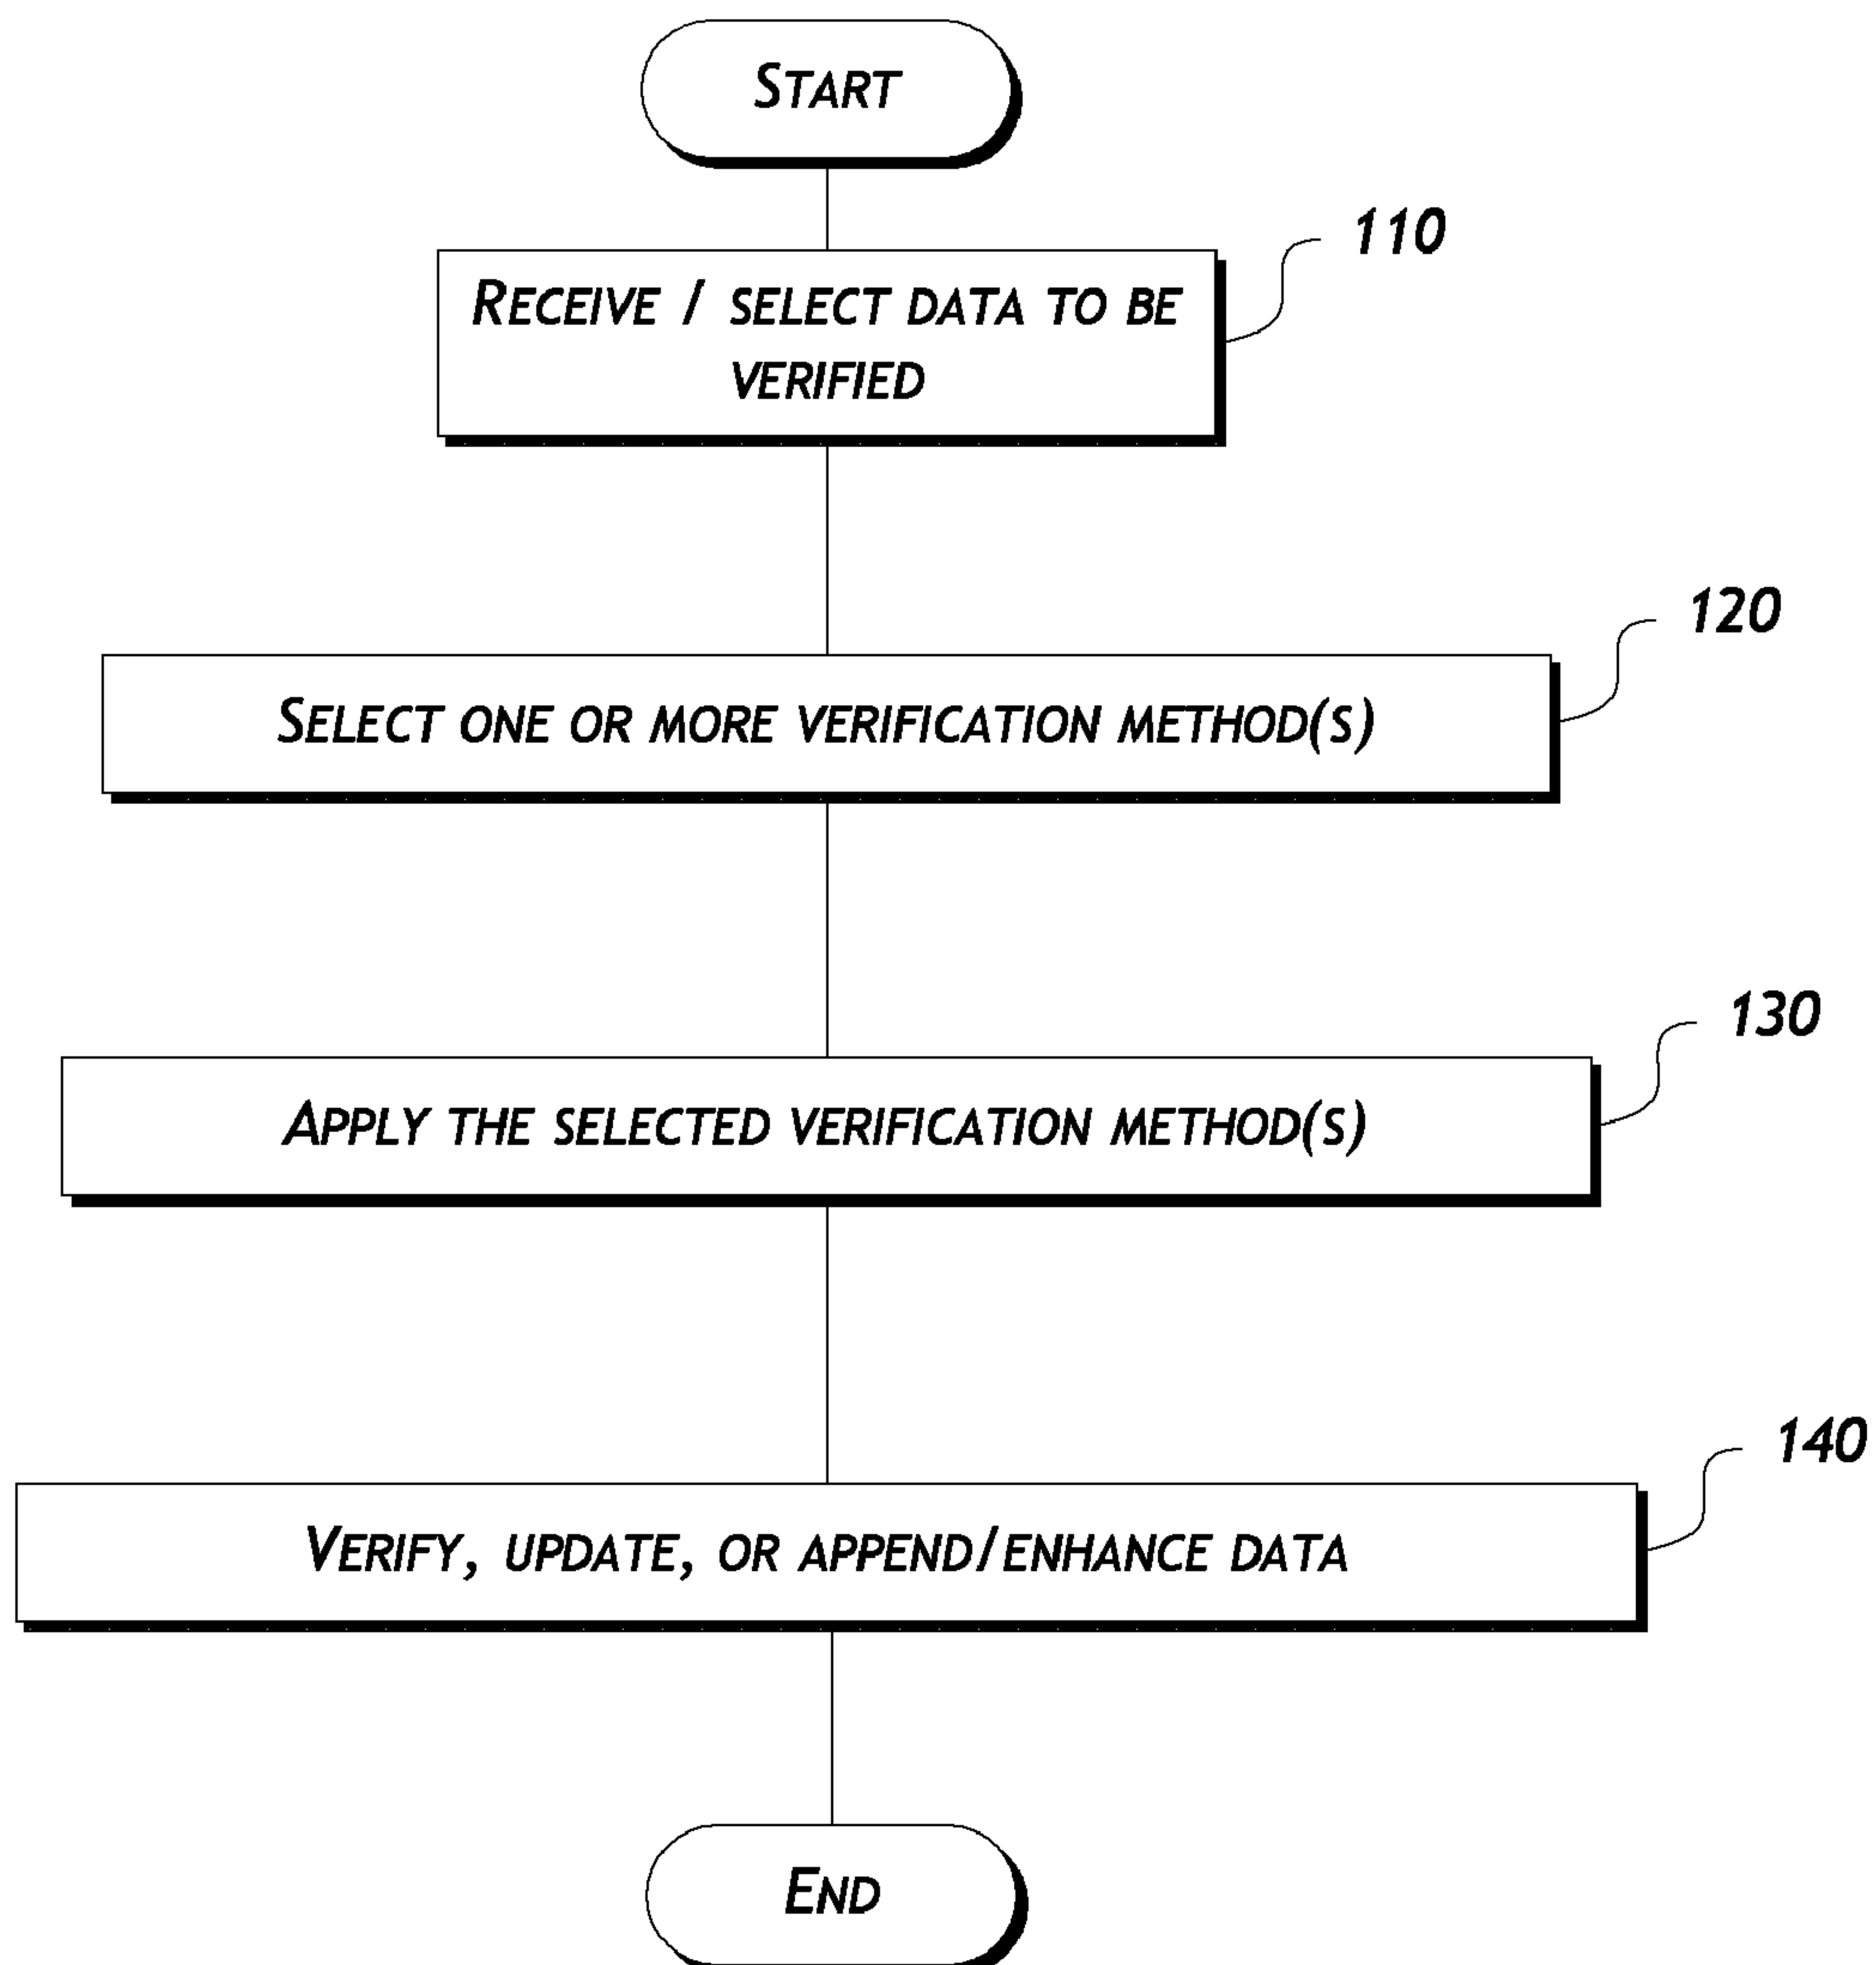 START
110
RECEIVE / SELECT DATA TO BE
VERIFIED
120
SELECT ONE OR MORE VERIFICATION METHOD(S)
130
APPLY THE SELECTED VERIFICATION METHOD(S)
140
VERIFY, UPDATE, OR APPEND/ENHANCE DATA
END